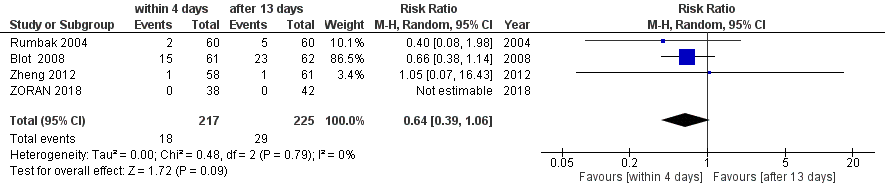 within 4 days after 13 days Risk Ratio Risk Ratio
Study or Subgroup Events Total Events Total Weight M-H, Random, 95% CI Year M-H, Random, 95% CI
Rumbak 2004 2 60 5 60 10.1% 0.40 [0.08, 1.98] 2004
Blot 2008 15 61 23 62 86.5% 0.66 [0.38, 1.14] 2008
Zheng 2012 1 58 1 61 3.4% 1.05 [0.07, 16.43] 2012
ZORAN 2018 0 38 0 42 Not estimable 2018
Total (95% CI) 217 225 100.0% 0.64 [0.39, 1.06]
Total events 18 29
Heterogeneity: Tau² = 0.00; Chi² = 0.48, df = 2 (P = 0.79); I² = 0%
Test for overall effect: Z = 1.72 (P = 0.09)
0.05 0.2 1 5 20
Favours [within 4 days] Favours [after 13 days]